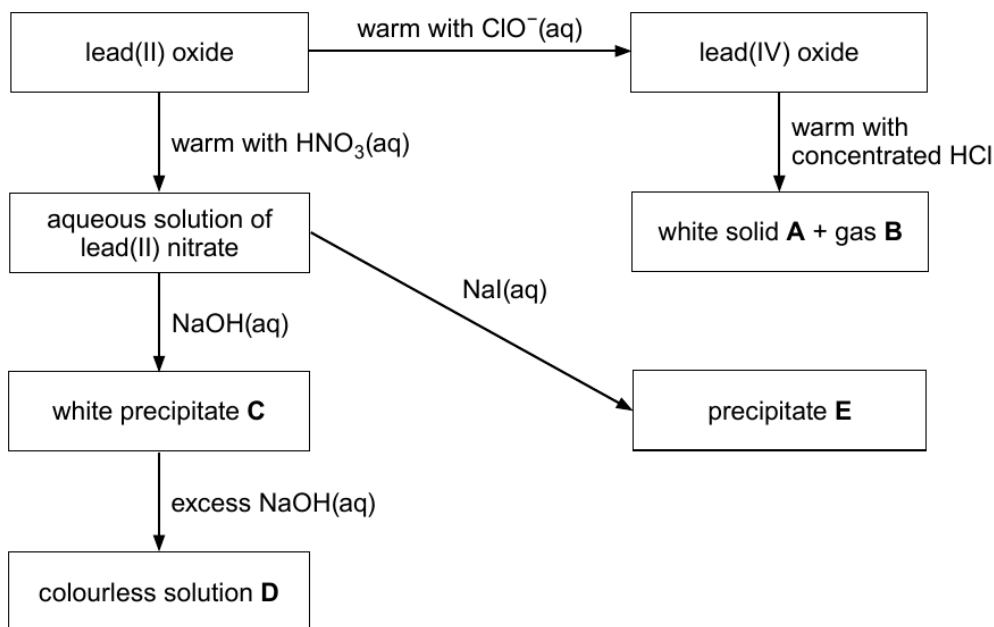 lead(II) oxide
warm with ClO⁻(aq)
lead(IV) oxide
warm with HNO₃(aq)
warm with
concentrated HCl
aqueous solution of
lead(II) nitrate
white solid A + gas B
NaI(aq)
NaOH(aq)
white precipitate C
precipitate E
excess NaOH(aq)
colourless solution D